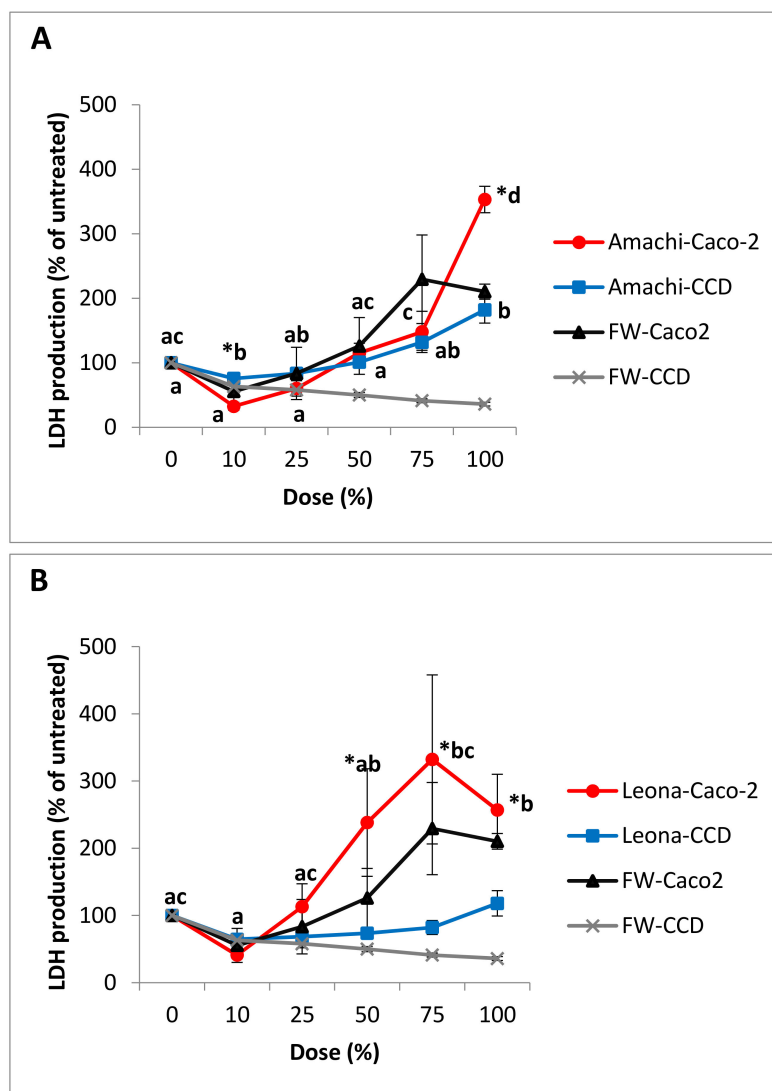 A
LDH production (% of untreated)
500
400
300
200
100
0
ac
a
*b
a
ab
a
ac
a
c
ab
*d
b
0 10 25 50 75 100
Dose (%)
Amachi-Caco-2
Amachi-CCD
FW-Caco2
FW-CCD
B
LDH production (% of untreated)
500
400
300
200
100
0
ac
a
ac
*ab
*bc
*b
0 10 25 50 75 100
Dose (%)
Leona-Caco-2
Leona-CCD
FW-Caco2
FW-CCD